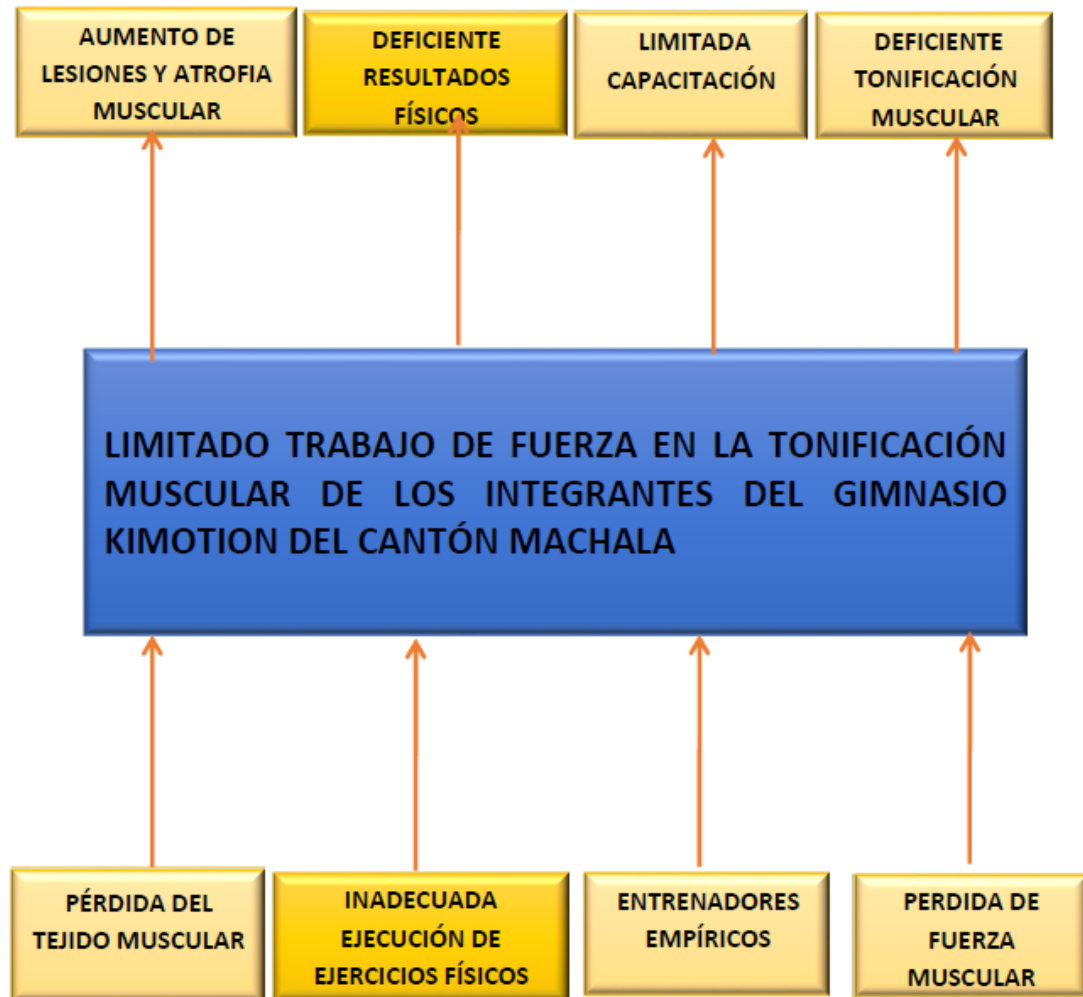 AUMENTO DE
LESIONES Y ATROFIA
MUSCULAR
DEFICIENTE
RESULTADOS
FÍSICOS
LIMITADA
CAPACITACIÓN
DEFICIENTE
TONIFICACIÓN
MUSCULAR
LIMITADO TRABAJO DE FUERZA EN LA TONIFICACIÓN
MUSCULAR DE LOS INTEGRANTES DEL GIMNASIO
KIMOTION DEL CANTÓN MACHALA
PÉRDIDA DEL
TEJIDO MUSCULAR
INADECUADA
EJECUCIÓN DE
EJERCICIOS FÍSICOS
ENTRENADORES
EMPÍRICOS
PERDIDA DE
FUERZA
MUSCULAR